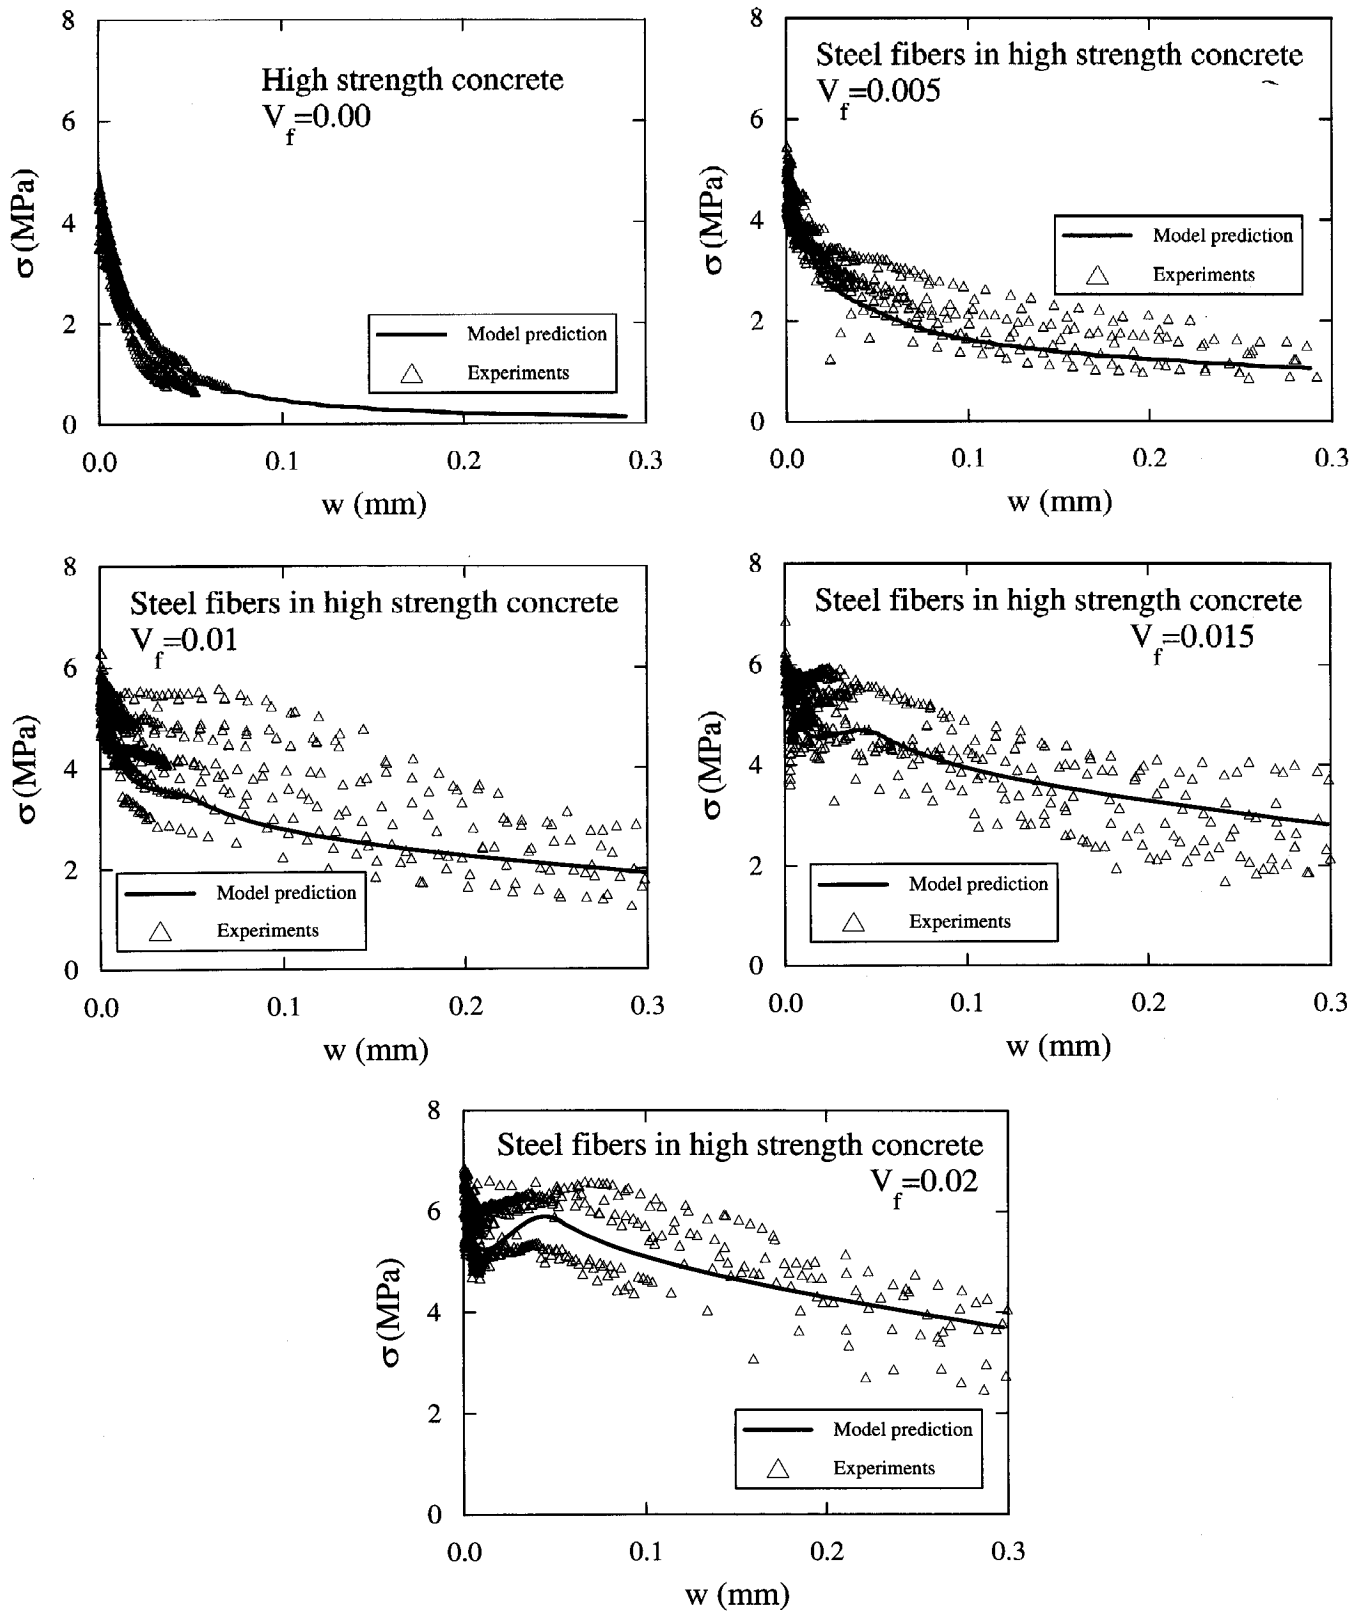 High strength concrete
V_f=0.00
8
6
4
2
0
σ (MPa)
Model prediction
Experiments
0.0 0.1 0.2 0.3
w (mm)
Steel fibers in high strength concrete
V_f=0.005
8
6
4
2
0
σ (MPa)
Model prediction
Experiments
0.0 0.1 0.2 0.3
w (mm)
Steel fibers in high strength concrete
V_f=0.01
8
6
4
2
0
σ (MPa)
Model prediction
Experiments
0.0 0.1 0.2 0.3
w (mm)
Steel fibers in high strength concrete
V_f=0.015
8
6
4
2
0
σ (MPa)
Model prediction
Experiments
0.0 0.1 0.2 0.3
w (mm)
Steel fibers in high strength concrete
V_f=0.02
8
6
4
2
0
σ (MPa)
Model prediction
Experiments
0.0 0.1 0.2 0.3
w (mm)